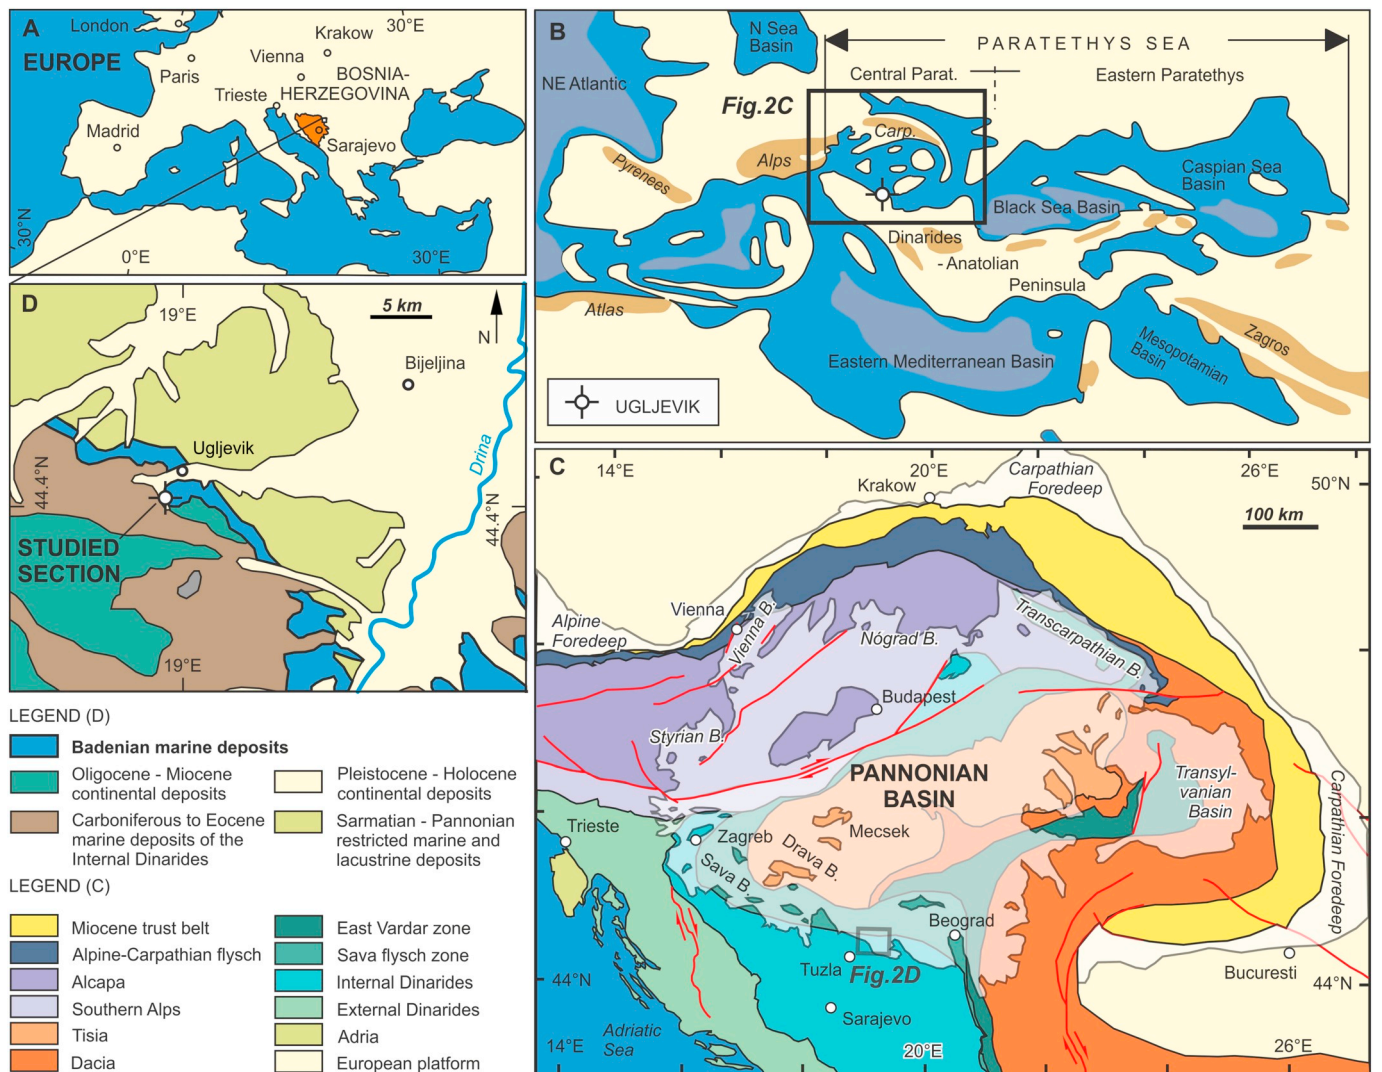 A
London
30°E
Krakow
EUROPE
Vienna
Paris
BOSNIA-
HERZEGOVINA
Trieste
Madrid
Sarajevo
30°N
0°E
30°E
B
N Sea
Basin
PARATETHYS SEA
NE Atlantic
Central Parat.
Eastern Paratethys
Fig.2C
Carp.
Alps
Pyrenees
Caspian Sea
Basin
Black Sea Basin
Dinarides
- Anatolian
Peninsula
Atlas
Zagros
Mesopotamian
Basin
Eastern Mediterranean Basin
UGLJEVIK
D
19°E
5 km
N
Bijeljina
Ugljevik
Drina
44.4°N
44.4°N
STUDIED
SECTION
19°E
C
14°E
20°E
Carpathian
Foredeep
26°E
50°N
Krakow
100 km
Vienna
Alpine
Foredeep
Vienna B.
Nógrad B.
Transcarpathian B.
Budapest
Styrian B.
PANNONIAN
BASIN
Transyl-
vanian
Basin
Carpathian Foredeep
Trieste
Zagreb
Mecsek
Drava B.
Sava B.
Beograd
Tuzla
Fig.2D
Bucuresti
44°N
44°N
Sarajevo
Adriatic
Sea
14°E
20°E
26°E
LEGEND (D)
Badenian marine deposits
Oligocene - Miocene
continental deposits
Pleistocene - Holocene
continental deposits
Carboniferous to Eocene
marine deposits of the
Internal Dinarides
Sarmatian - Pannonian
restricted marine and
lacustrine deposits
LEGEND (C)
Miocene trust belt
East Vardar zone
Alpine-Carpathian flysch
Sava flysch zone
Alcapa
Internal Dinarides
Southern Alps
External Dinarides
Tisia
Adria
Dacia
European platform